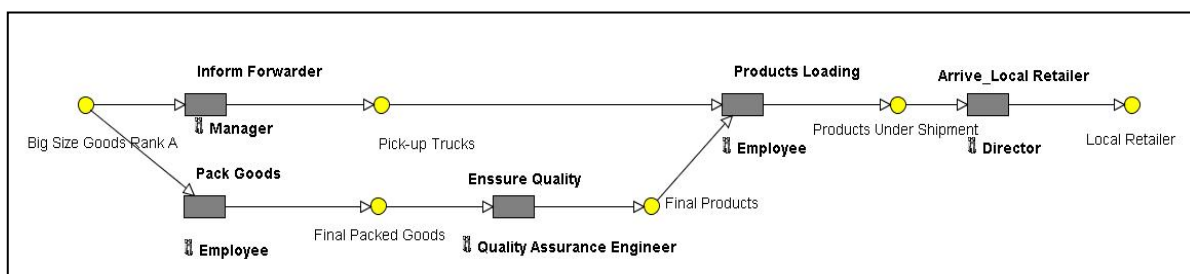 Inform Forwarder
Products Loading
Arrive_Local Retailer
Manager
Big Size Goods Rank A
Pick-up Trucks
Employee
Products Under Shipment
Director
Local Retailer
Pack Goods
Enssure Quality
Final Products
Employee
Final Packed Goods
Quality Assurance Engineer